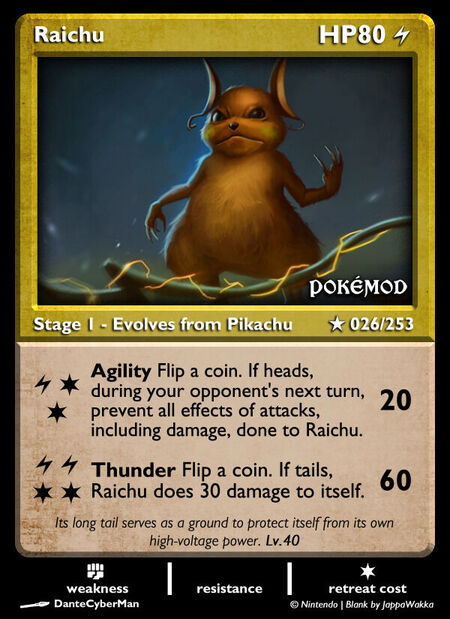 Raichu HP80
POKÉMOD
Stage 1 - Evolves from Pikachu ★ 026/253
Agility Flip a coin. If heads,
during your opponent's next turn,
prevent all effects of attacks,
including damage, done to Raichu.
20
Thunder Flip a coin. If tails,
Raichu does 30 damage to itself.
60
Its long tail serves as a ground to protect itself from its own
high-voltage power. Lv.40
weakness resistance retreat cost
DanteCyberMan © Nintendo | Blank by JappaWakka